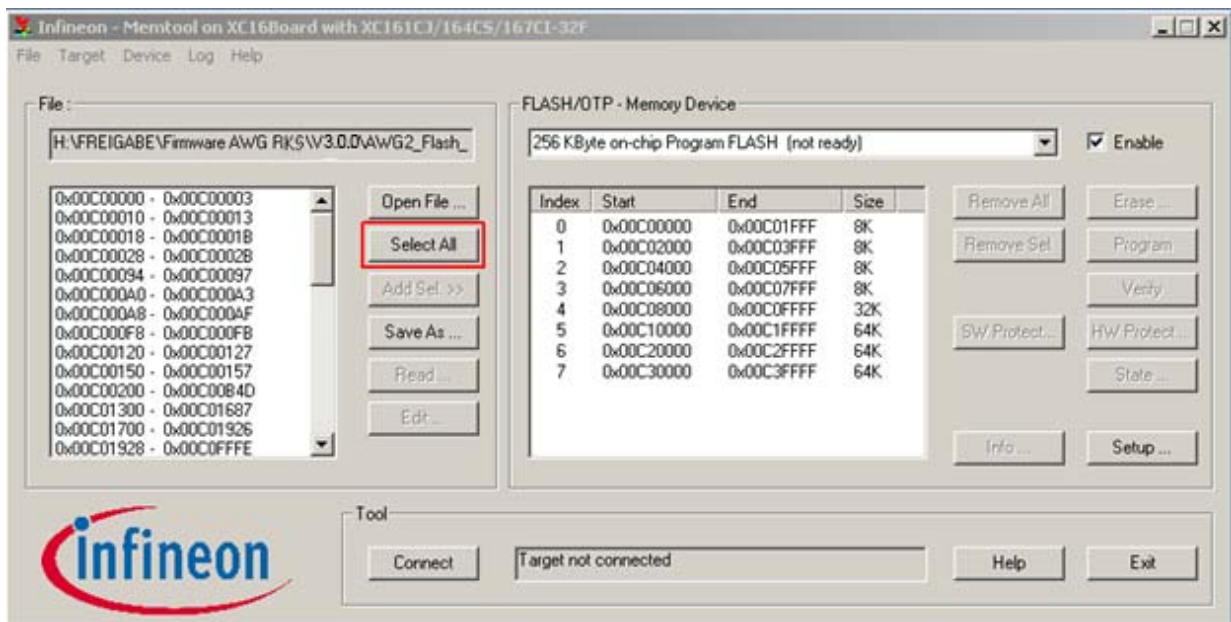 Infineon - Memtool on XC16Board with XC161CJ/164CS/167CI-32F
File Target Device Log Help
File :
H:\FREIGABE\Firmware AWG RKS\V3.0.0\AWG2_Flash_
0x00C00000 - 0x00C00003
0x00C00010 - 0x00C00013
0x00C00018 - 0x00C0001B
0x00C00028 - 0x00C0002B
0x00C00094 - 0x00C00097
0x00C000A0 - 0x00C000A3
0x00C000A8 - 0x00C000AF
0x00C000F8 - 0x00C000FB
0x00C00120 - 0x00C00127
0x00C00150 - 0x00C00157
0x00C00200 - 0x00C00B4D
0x00C01300 - 0x00C01687
0x00C01700 - 0x00C01926
0x00C01928 - 0x00C0FFFE
Open File ...
Select All
Add Sel. >>
Save As ...
Read ...
Edit ...
FLASH/OTP - Memory Device
256 KByte on-chip Program FLASH (not ready)
Enable
Index Start End Size
0 0x00C00000 0x00C01FFF 8K
1 0x00C02000 0x00C03FFF 8K
2 0x00C04000 0x00C05FFF 8K
3 0x00C06000 0x00C07FFF 8K
4 0x00C08000 0x00C0FFFF 32K
5 0x00C10000 0x00C1FFFF 64K
6 0x00C20000 0x00C2FFFF 64K
7 0x00C30000 0x00C3FFFF 64K
Remove All
Remove Sel.
SW Protect...
Info ...
Erase ...
Program
Verify
HW Protect...
State ...
Setup ...
infineon
Tool
Connect
Target not connected
Help
Exit